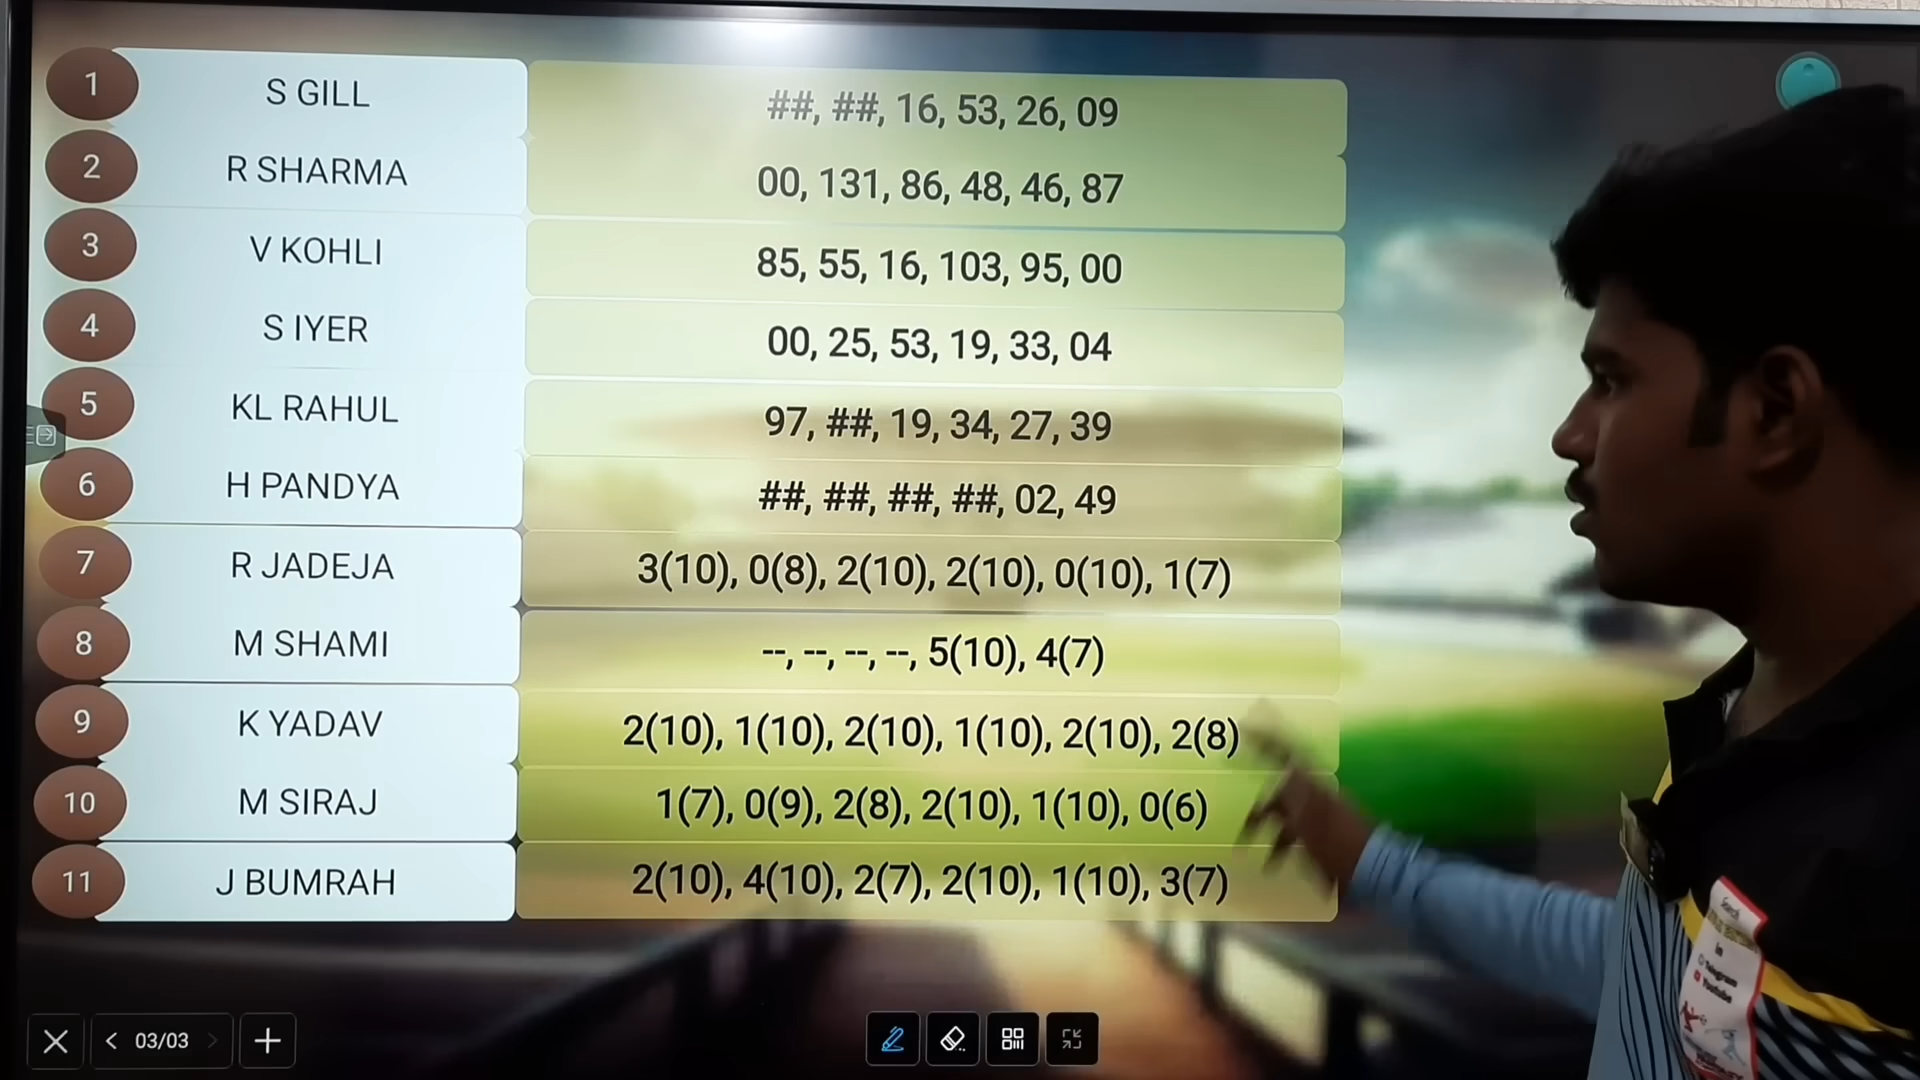 1 S GILL ##, ##, 16, 53, 26, 09
2 R SHARMA 00, 131, 86, 48, 46, 87
3 V KOHLI 85, 55, 16, 103, 95, 00
4 S IYER 00, 25, 53, 19, 33, 04
5 KL RAHUL 97, ##, 19, 34, 27, 39
6 H PANDYA ##, ##, ##, ##, 02, 49
7 R JADEJA 3(10), 0(8), 2(10), 2(10), 0(10), 1(7)
8 M SHAMI --, --, --, --, 5(10), 4(7)
9 K YADAV 2(10), 1(10), 2(10), 1(10), 2(10), 2(8)
10 M SIRAJ 1(7), 0(9), 2(8), 2(10), 1(10), 0(6)
11 J BUMRAH 2(10), 4(10), 2(7), 2(10), 1(10), 3(7)
Search
in
Telegram
Youtube
03/03